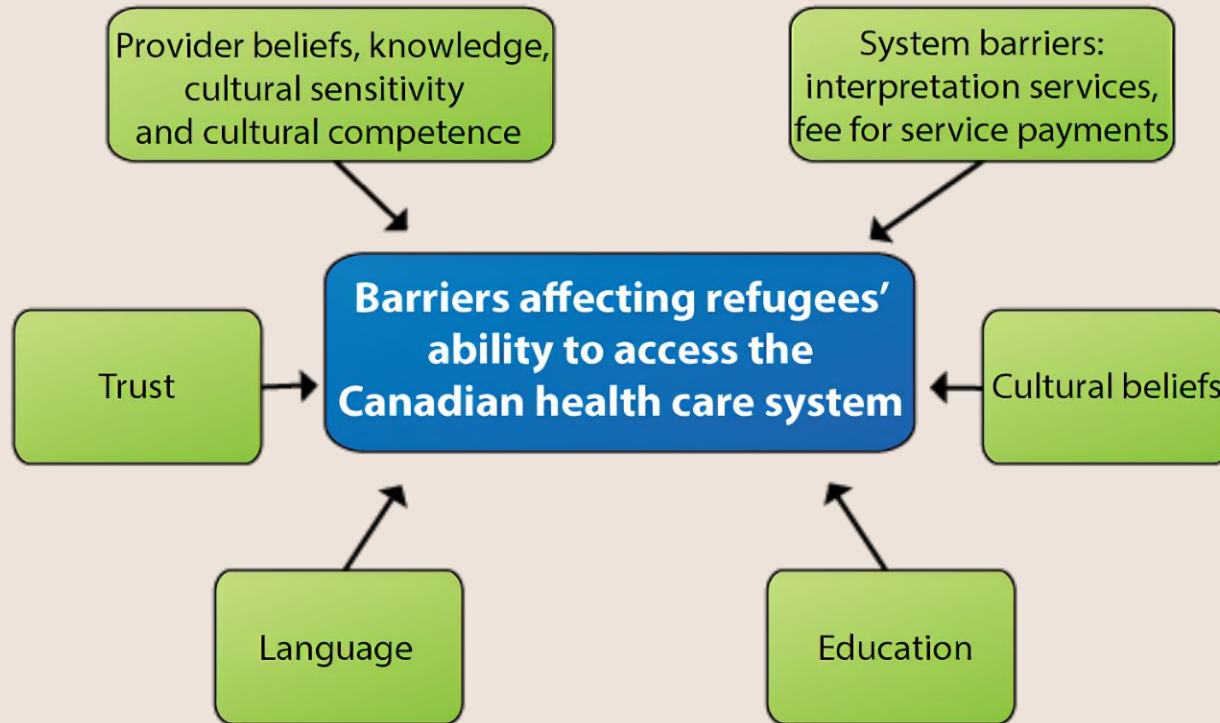 Provider beliefs, knowledge,
cultural sensitivity
and cultural competence
System barriers:
interpretation services,
fee for service payments
Barriers affecting refugees’
ability to access the
Canadian health care system
Trust
Cultural beliefs
Language
Education